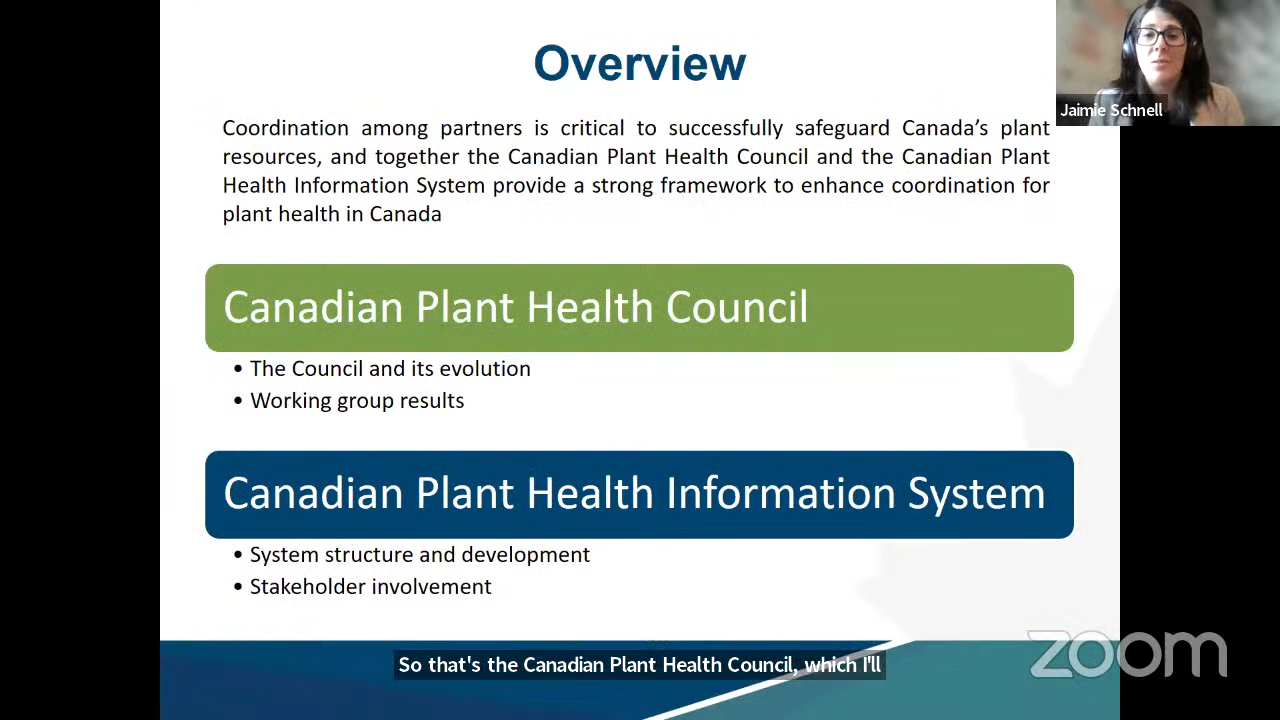 Overview
Jaimie Schnell
Coordination among partners is critical to successfully safeguard Canada’s plant
resources, and together the Canadian Plant Health Council and the Canadian Plant
Health Information System provide a strong framework to enhance coordination for
plant health in Canada
Canadian Plant Health Council
• The Council and its evolution
• Working group results
Canadian Plant Health Information System
• System structure and development
• Stakeholder involvement
So that's the Canadian Plant Health Council, which I'll
zoom